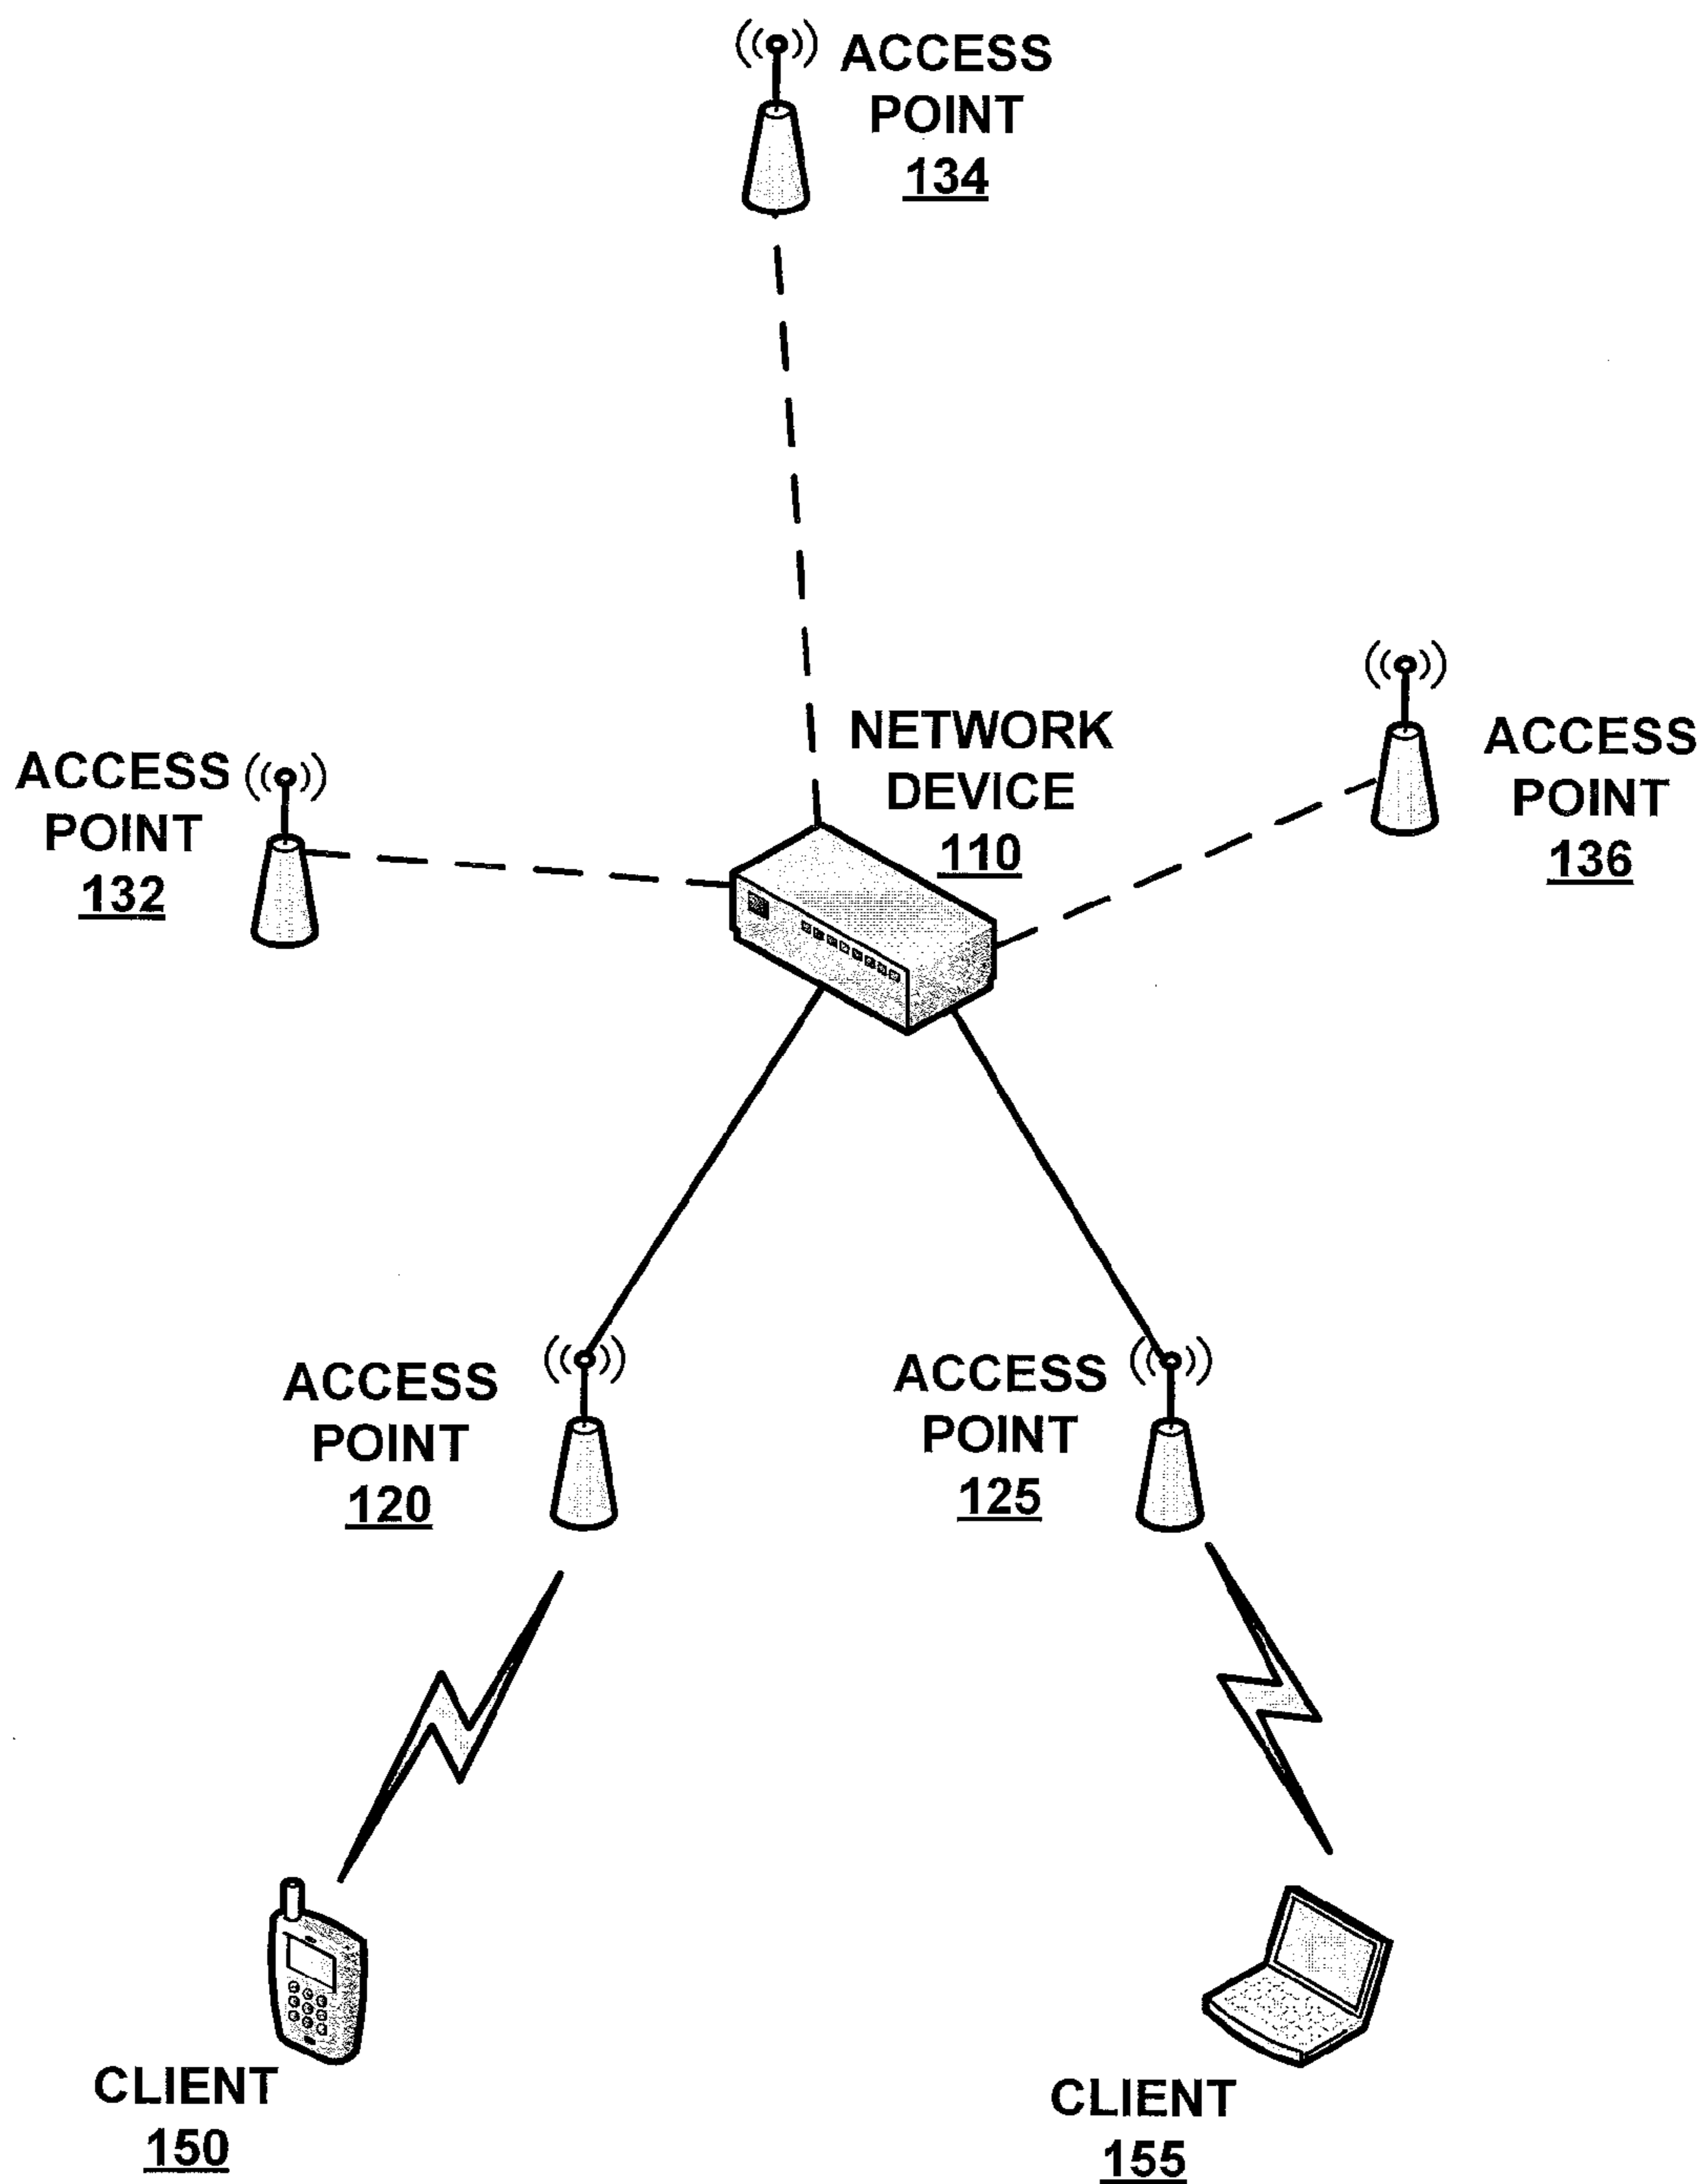 ACCESS
POINT
134
NETWORK
DEVICE
110
ACCESS
POINT
136
ACCESS
POINT
132
ACCESS
POINT
120
ACCESS
POINT
125
CLIENT
150
CLIENT
155